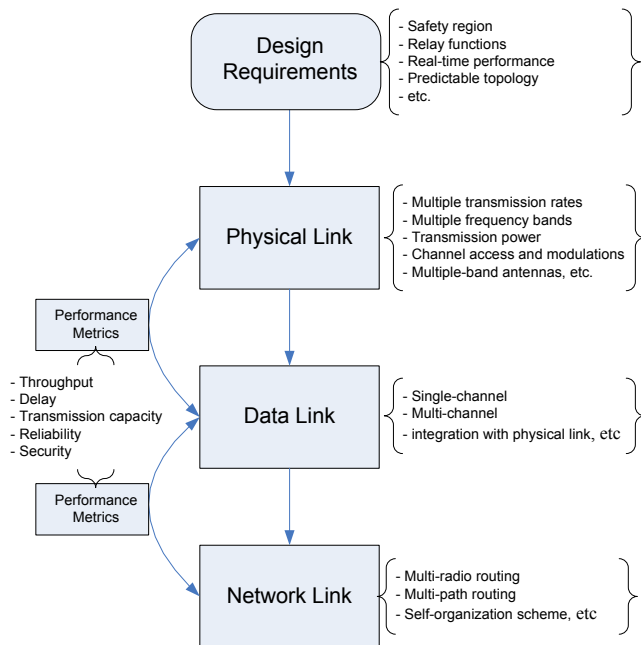 Design
Requirements
- Safety region
- Relay functions
- Real-time performance
- Predictable topology
- etc.
Physical Link
- Multiple transmission rates
- Multiple frequency bands
- Transmission power
- Channel access and modulations
- Multiple-band antennas, etc.
Performance
Metrics
- Throughput
- Delay
- Transmission capacity
- Reliability
- Security
Performance
Metrics
Data Link
- Single-channel
- Multi-channel
- integration with physical link, etc
Network Link
- Multi-radio routing
- Multi-path routing
- Self-organization scheme, etc